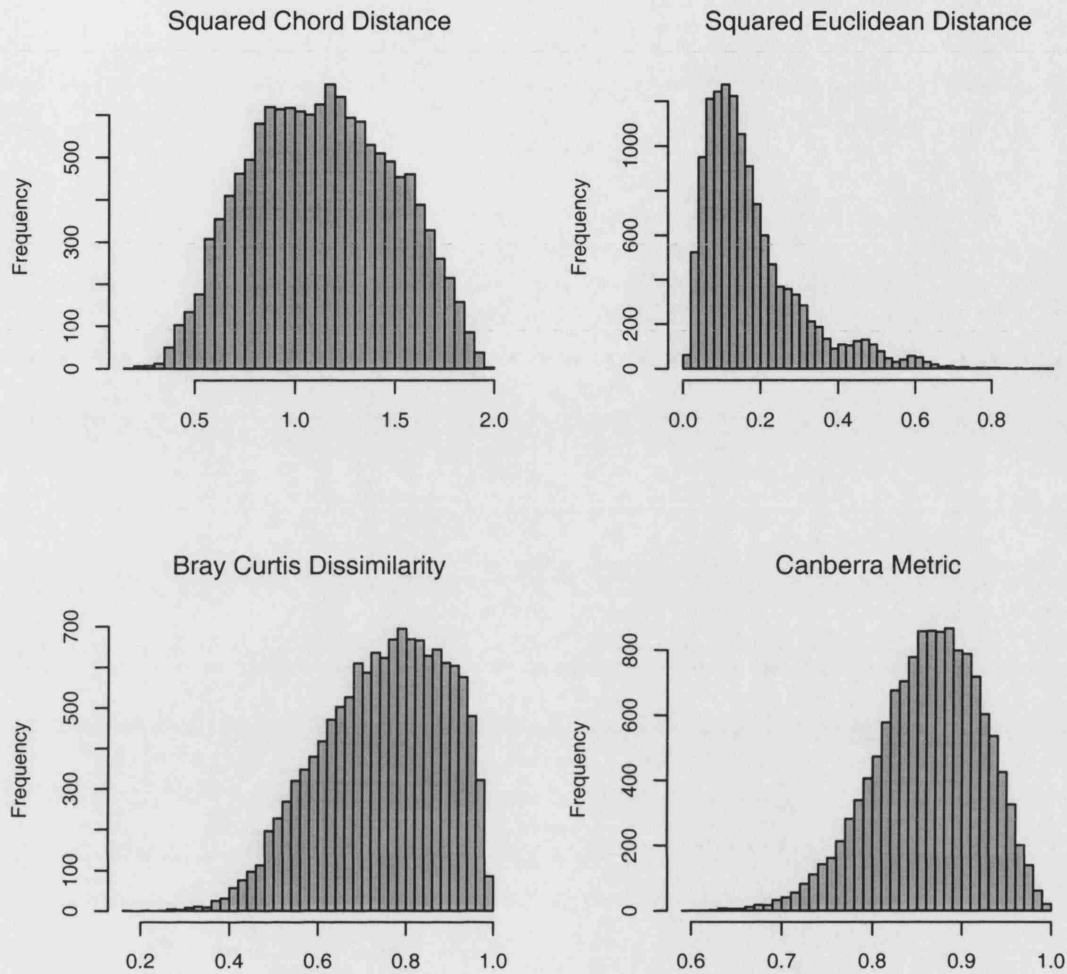 Squared Chord Distance
Squared Euclidean Distance
Frequency
0 100 300 500
0.5 1.0 1.5 2.0
Frequency
0 200 600 1000
0.0 0.2 0.4 0.6 0.8
Bray Curtis Dissimilarity
Canberra Metric
Frequency
0 100 300 500 700
0.2 0.4 0.6 0.8 1.0
Frequency
0 200 400 600 800
0.6 0.7 0.8 0.9 1.0